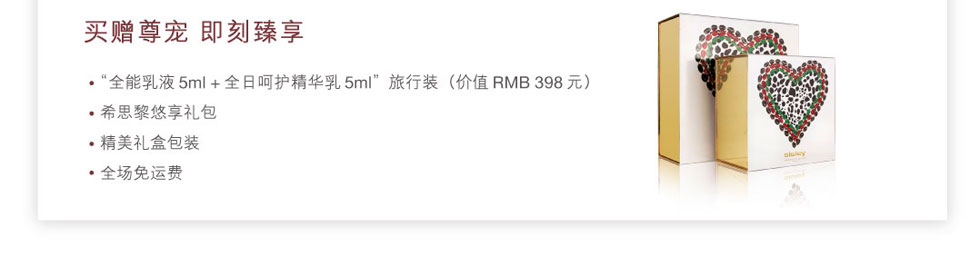 买赠尊宠 即刻臻享
• “全能乳液 5ml + 全日呵护精华乳 5ml” 旅行装（价值 RMB 398 元）
• 希思黎悠享礼包
• 精美礼盒包装
• 全场免运费
sisley